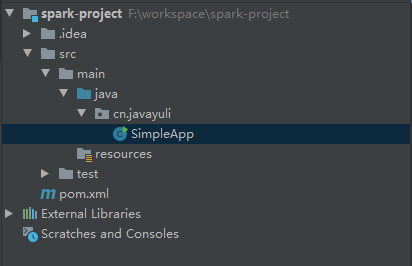 spark-project F:\workspace\spark-project
.idea
src
main
java
cn.javayuli
SimpleApp
resources
test
pom.xml
External Libraries
Scratches and Consoles